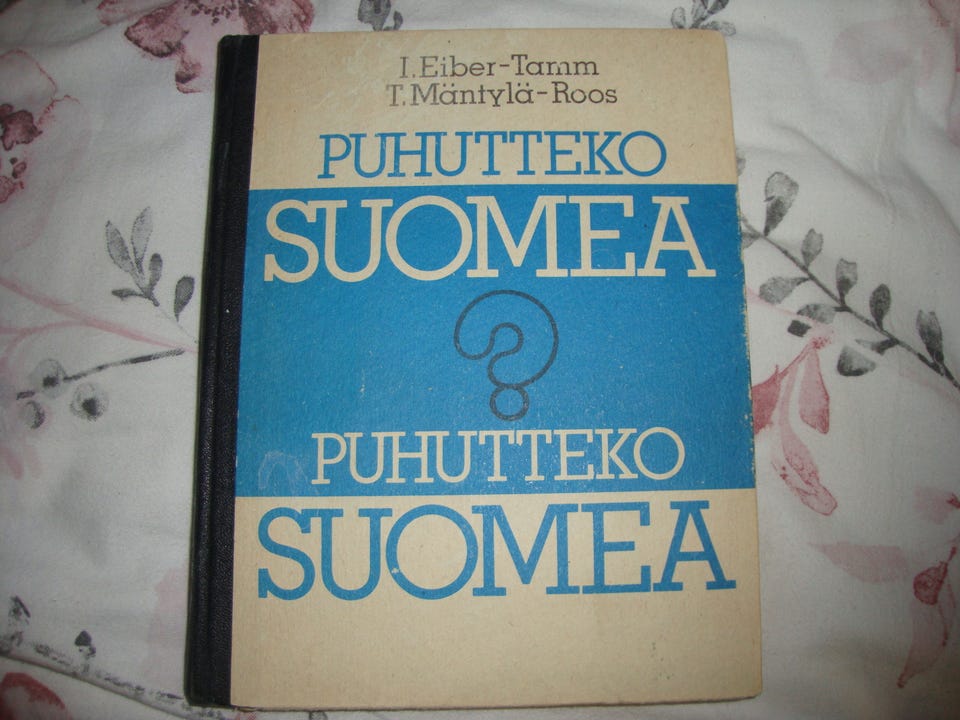 I.Eiber-Tamm
T.Mäntylä-Roos
PUHUTTEKO
SUOMEA
?
PUHUTTEKO
SUOMEA